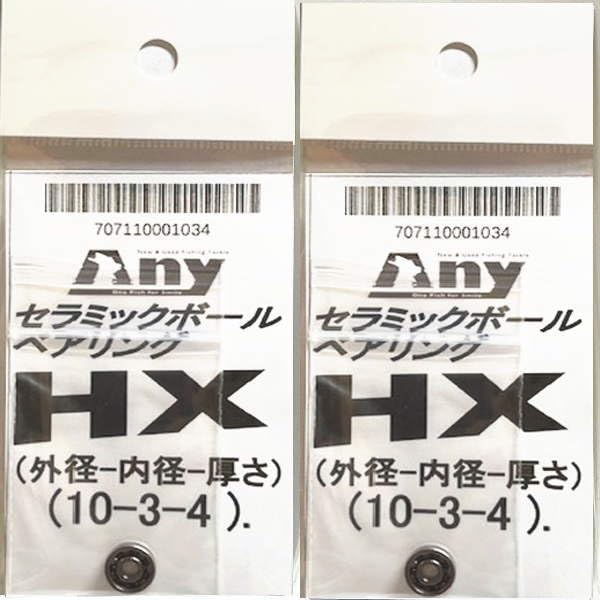 707110001034
New & Used Fishing Tackle
Any
One Fish for Smile
セラミックボール
ベアリング
HX
(外径-内径-厚さ)
(10-3-4 ).
707110001034
New & Used Fishing Tackle
Any
One Fish for Smile
セラミックボール
ベアリング
HX
(外径-内径-厚さ)
(10-3-4 ).